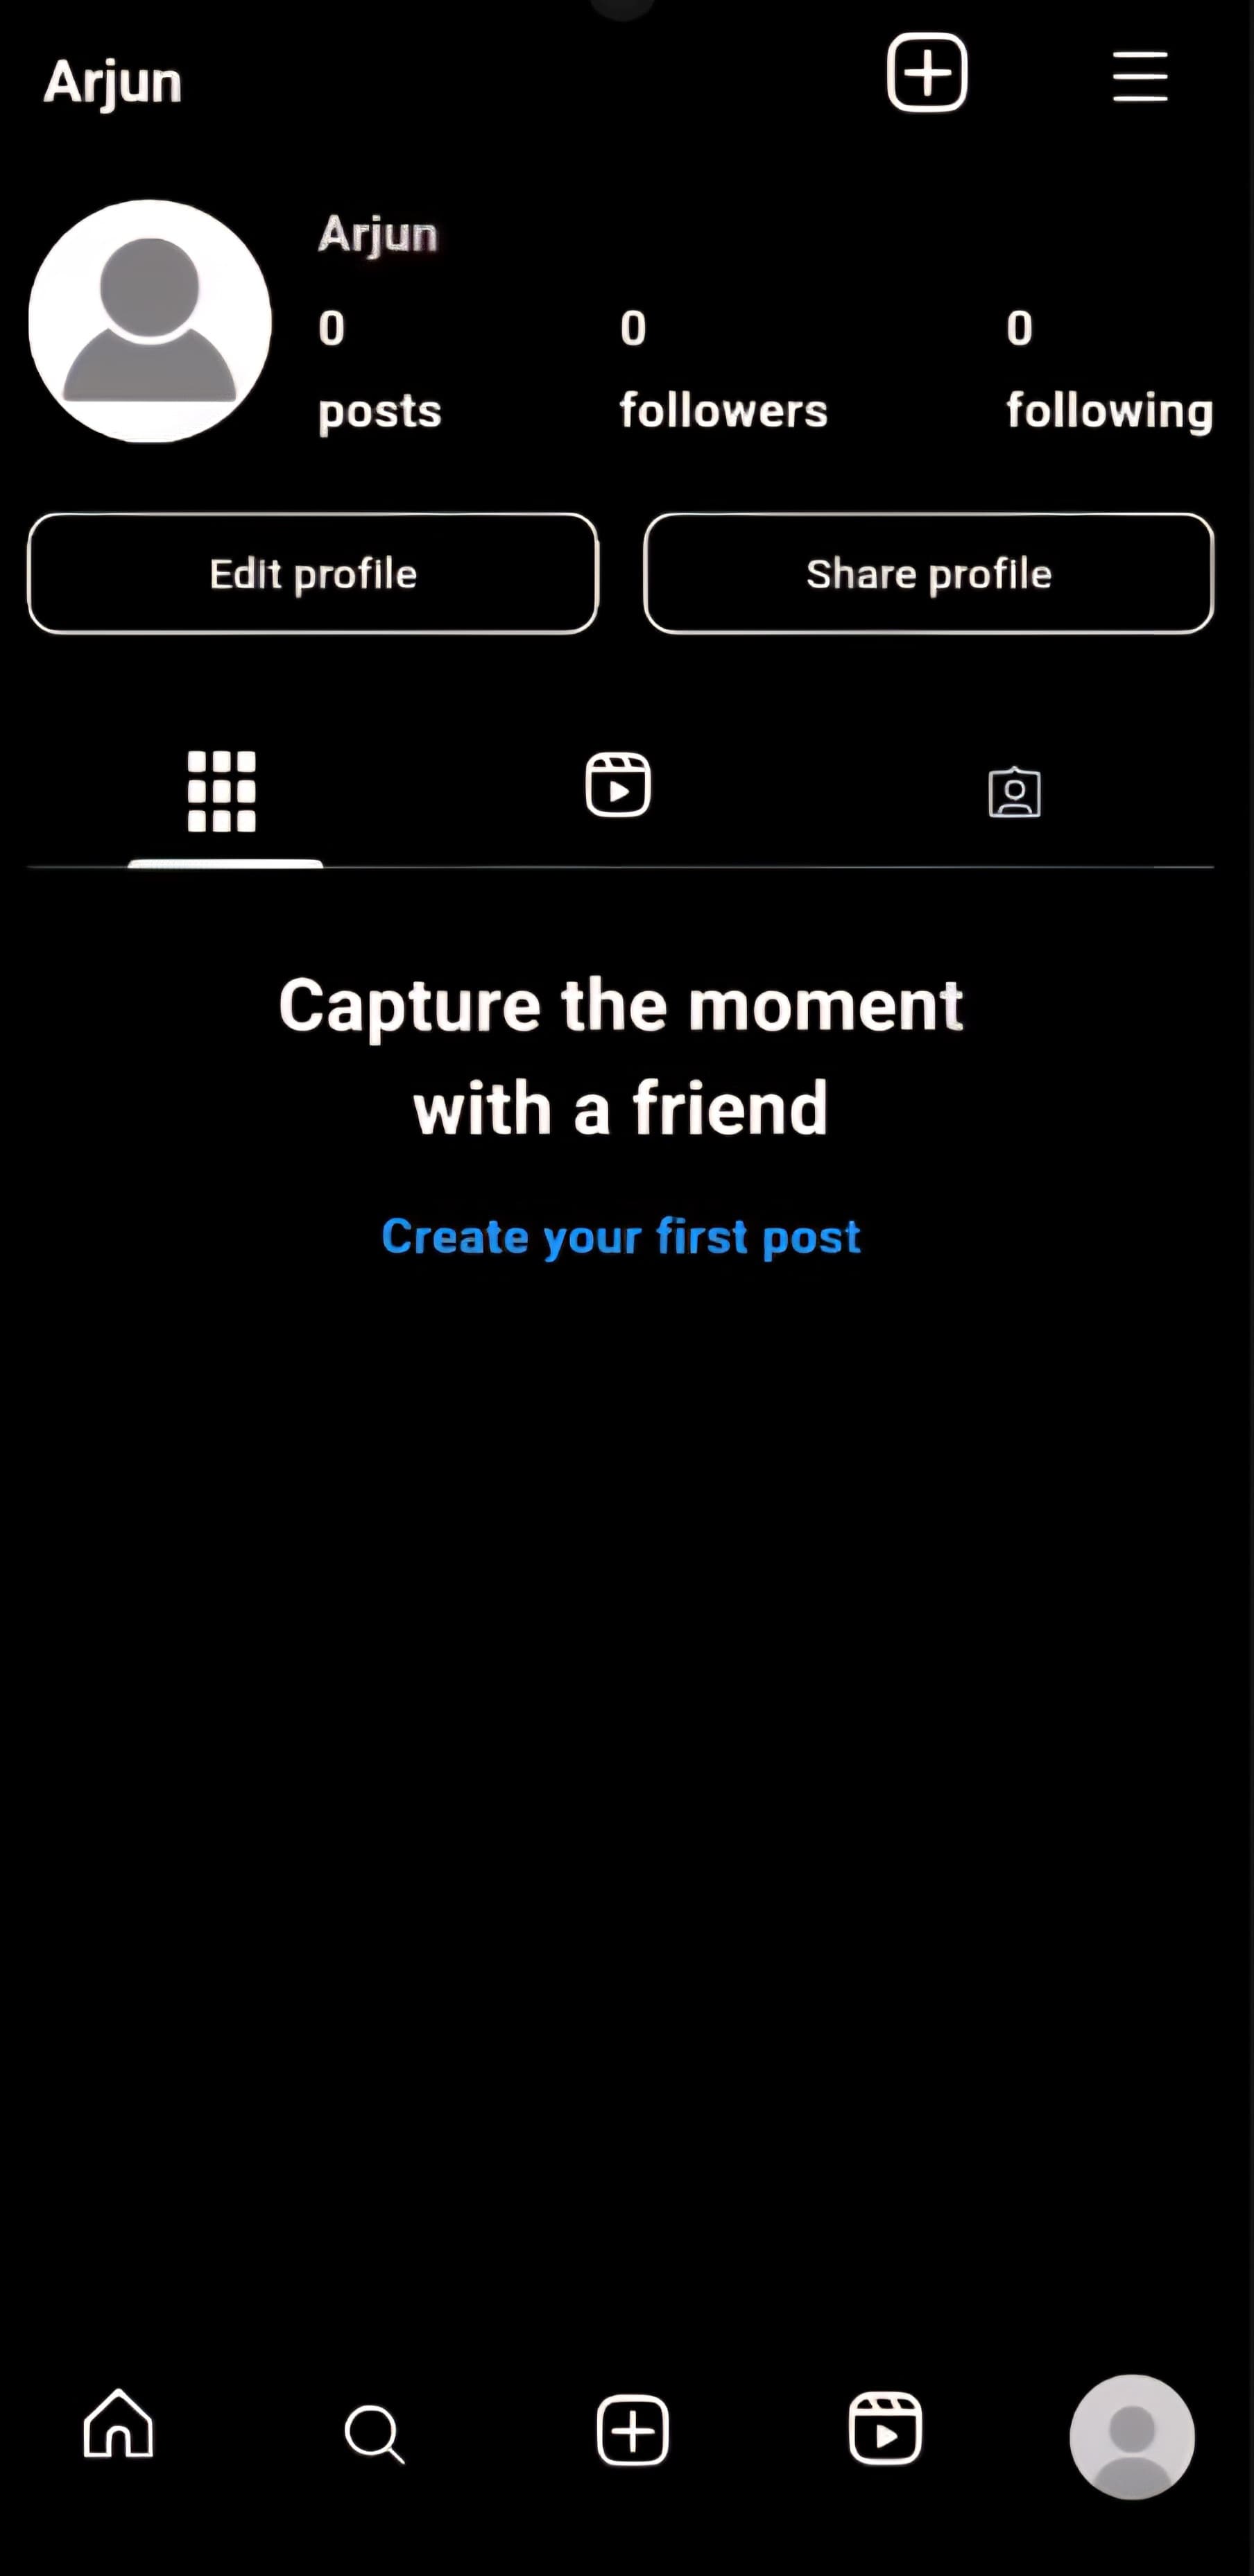 Arjun
Arjun
0 0 0
posts followers following
Edit profile Share profile
Capture the moment
with a friend
Create your first post